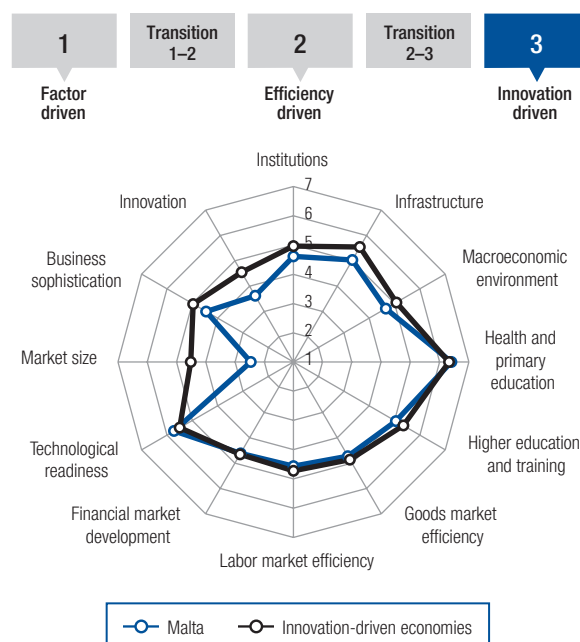 1
Transition
1–2
2
Transition
2–3
3
Factor
driven
Efficiency
driven
Innovation
driven
Institutions
Infrastructure
Macroeconomic
environment
Health and
primary
education
Higher education
and training
Goods market
efficiency
Labor market efficiency
Financial market
development
Technological
readiness
Market size
Business
sophistication
Innovation
7
6
5
4
3
2
1
Malta
Innovation-driven economies